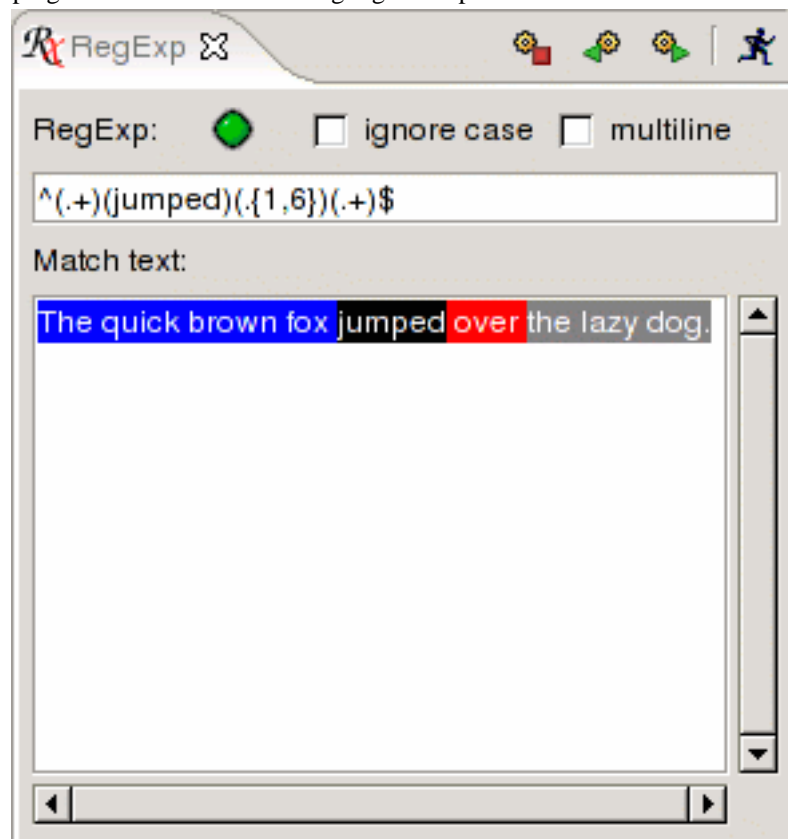 RegExp
RegExp: ignore case multiline
^(.+)(jumped)(.{1,6})(.+)$
Match text:
The quick brown fox jumped over the lazy dog.